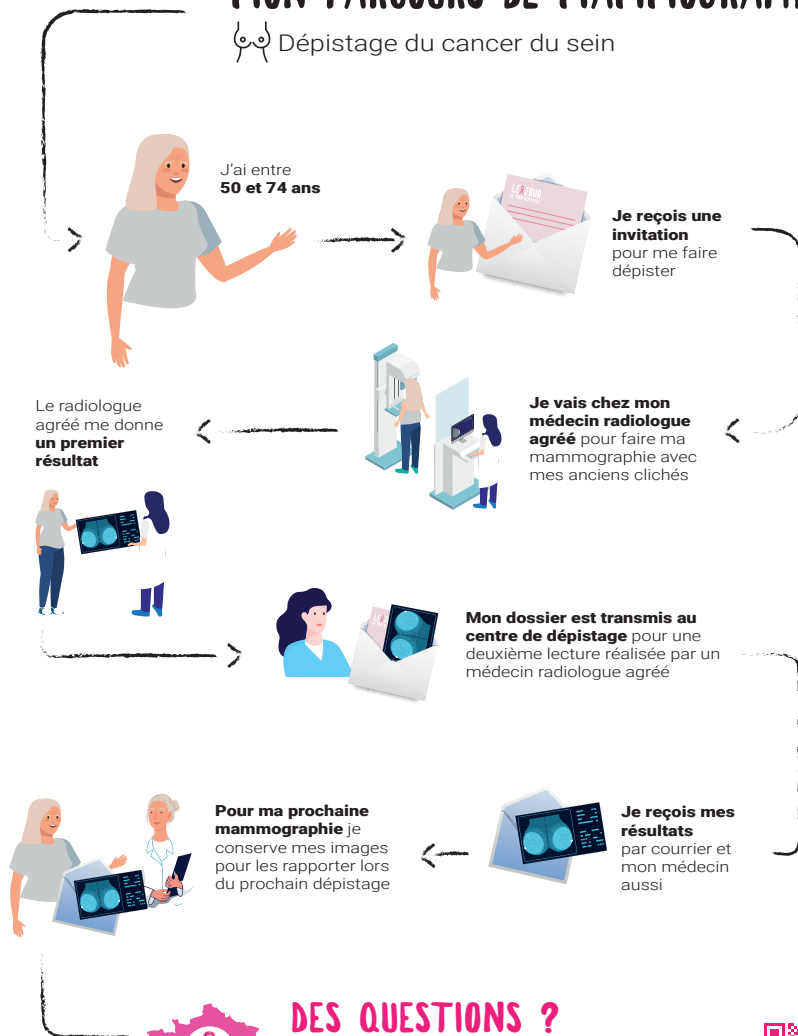 MON PARCOURS DE MAMMOGRAPH
Dépistage du cancer du sein
J'ai entre
50 et 74 ans
Je reçois une
invitation
pour me faire
dépister
Je vais chez mon
médecin radiologue
agréé pour faire ma
mammographie avec
mes anciens clichés
Le radiologue
agréé me donne
un premier
résultat
Mon dossier est transmis au
centre de dépistage pour une
deuxième lecture réalisée par un
médecin radiologue agréé
Je reçois mes
résultats
par courrier et
mon médecin
aussi
Pour ma prochaine
mammographie je
conserve mes images
pour les rapporter lors
du prochain dépistage
DES QUESTIONS ?